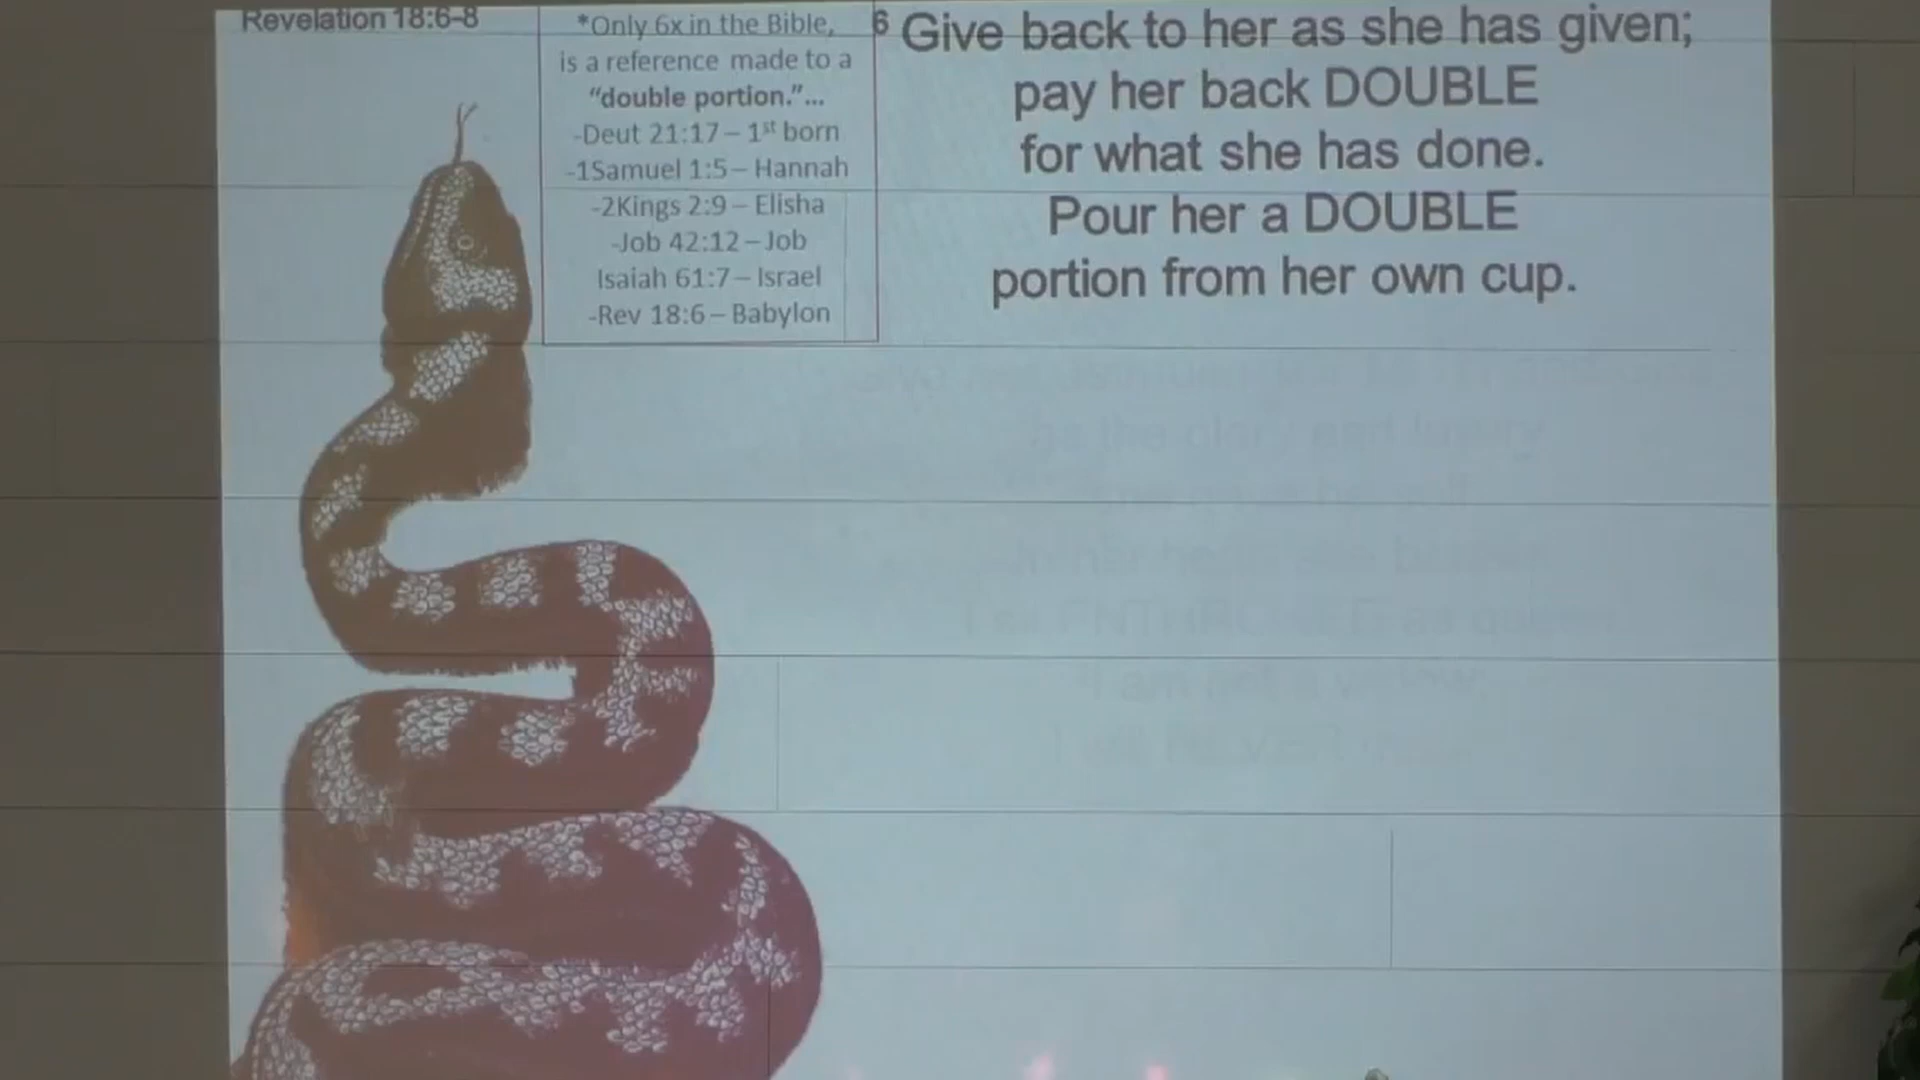 Revelation 18:6-8
*Only 6x in the Bible,
is a reference made to a
“double portion.”...
-Deut 21:17 – 1st born
-1Samuel 1:5 – Hannah
-2Kings 2:9 – Elisha
-Job 42:12 – Job
Isaiah 61:7 – Israel
-Rev 18:6 – Babylon
6 Give back to her as she has given;
pay her back DOUBLE
for what she has done.
Pour her a DOUBLE
portion from her own cup.